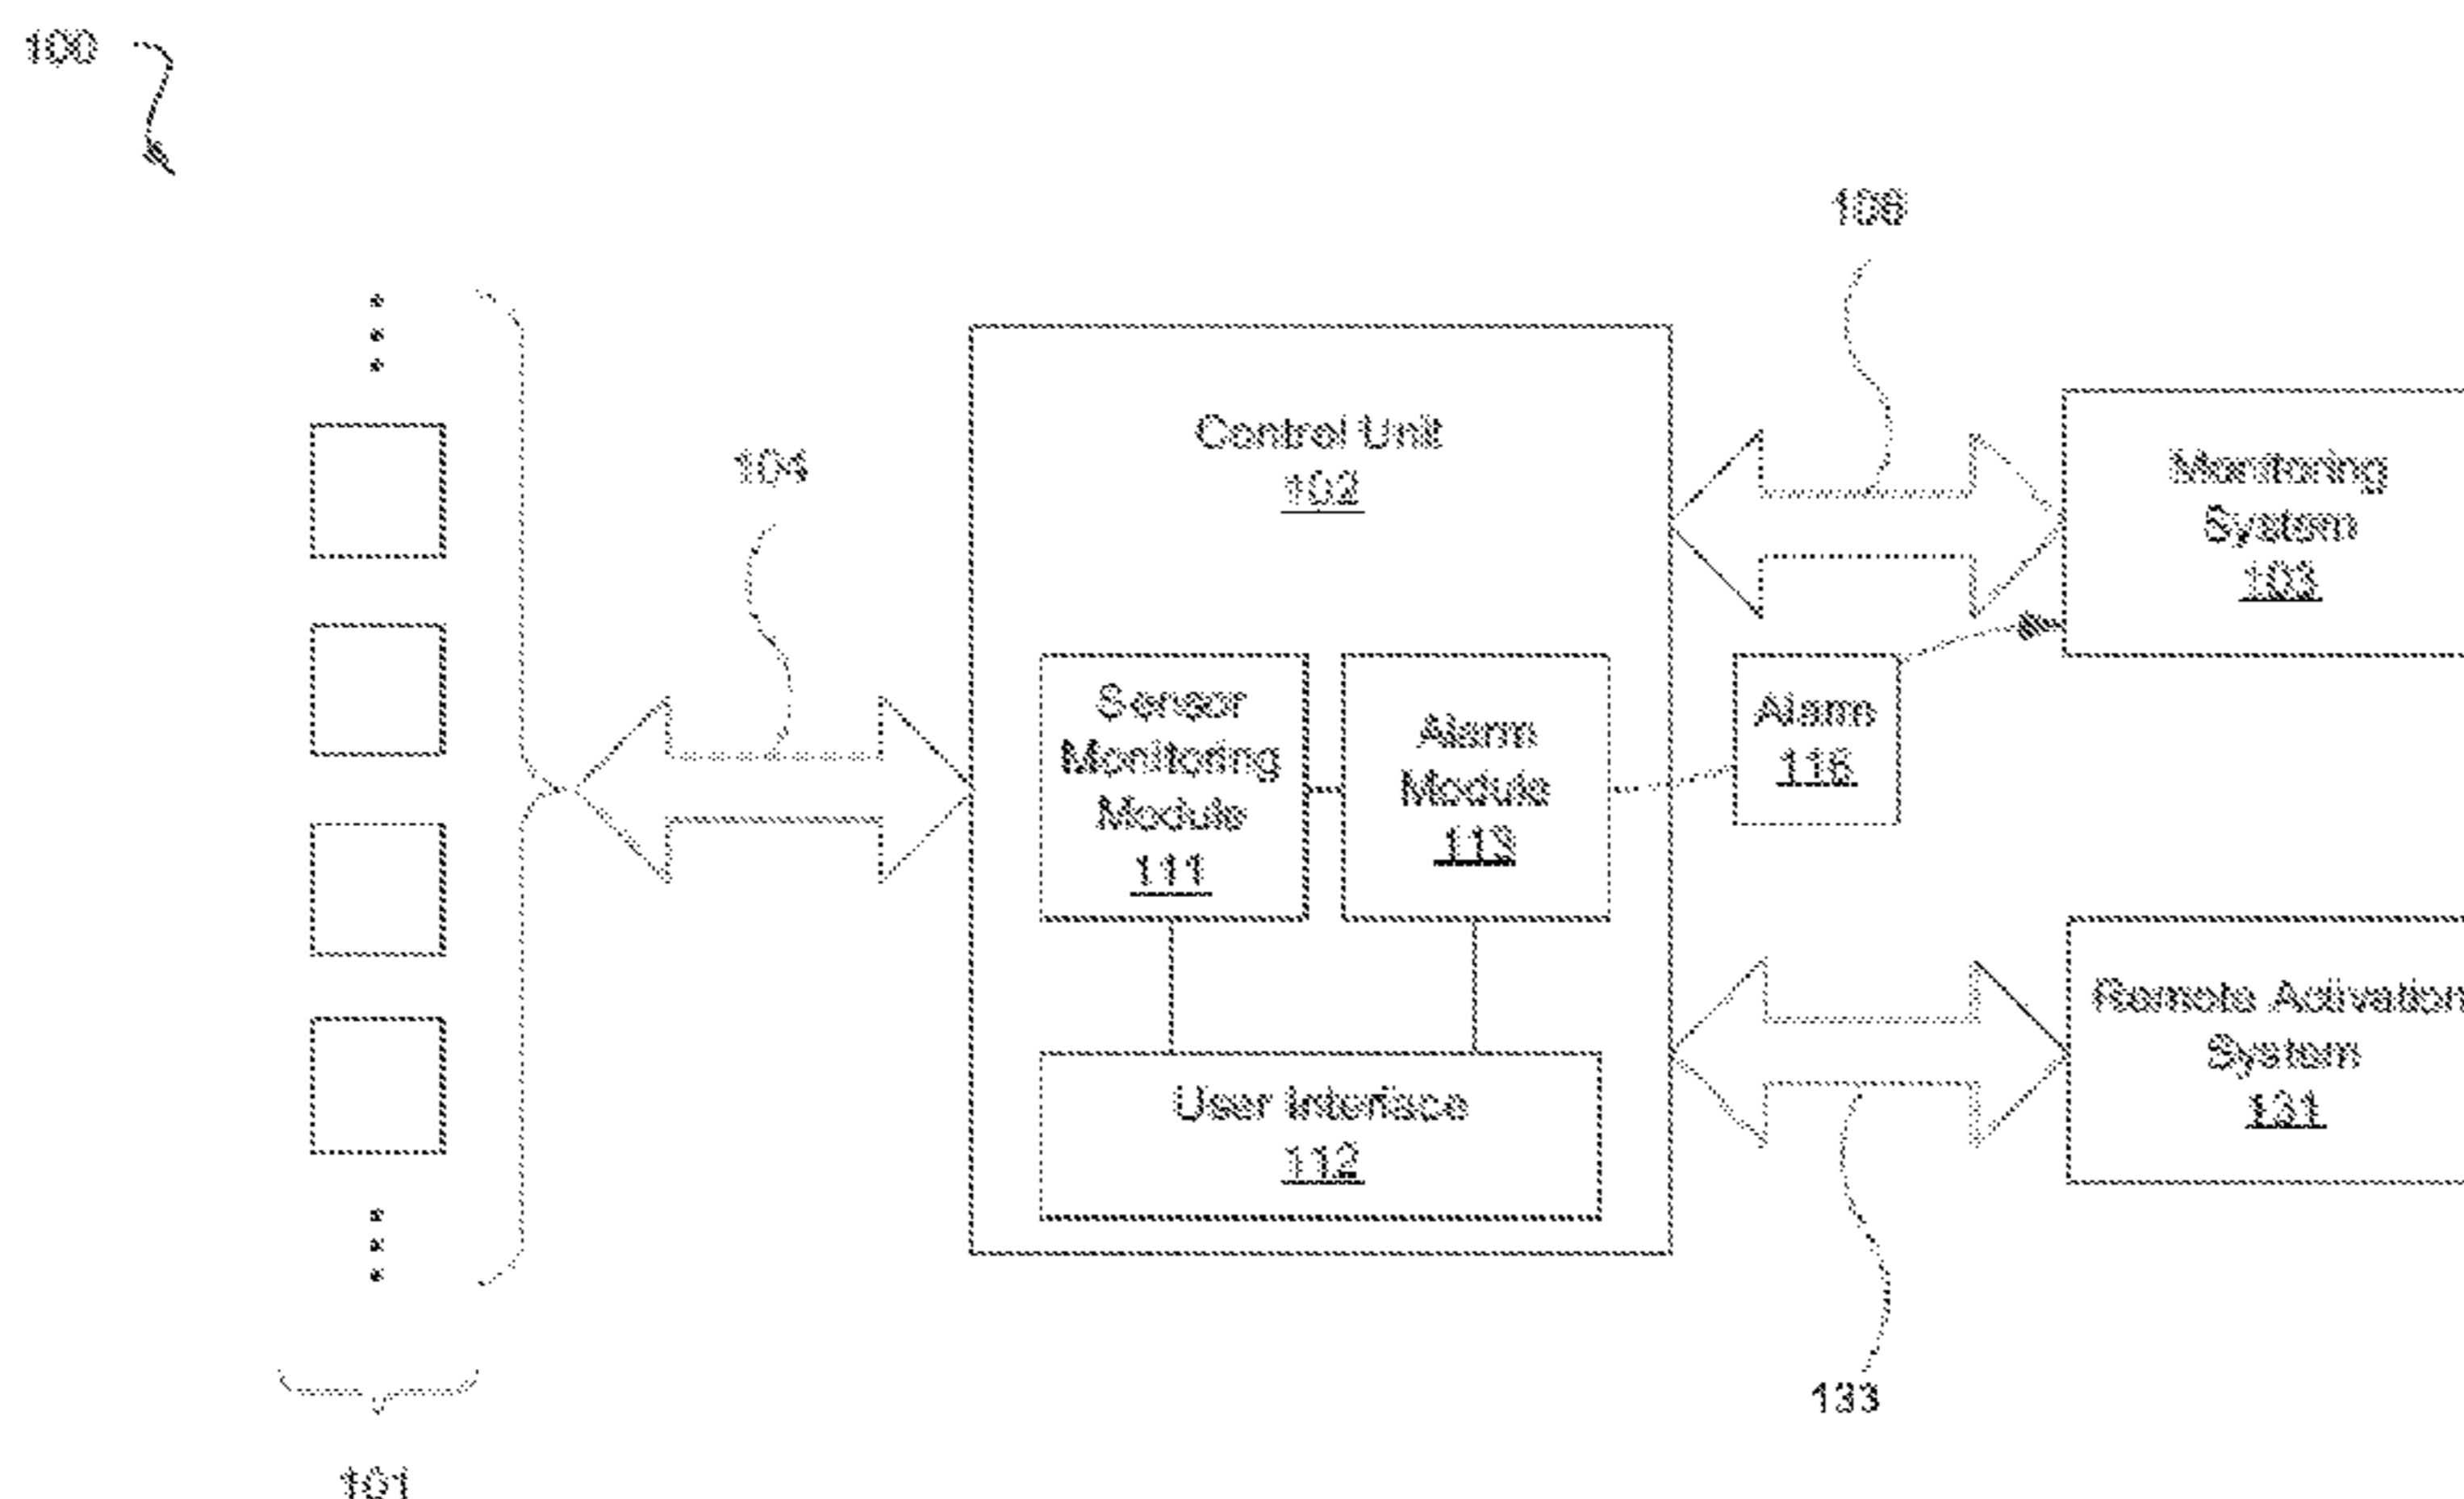 100
106
Control Unit
102
104
Monitoring
System
103
Sensor
Monitoring
Module
111
Alarm
Module
113
Alarm
116
Remote Activation
System
131
User Interface
112
133
101